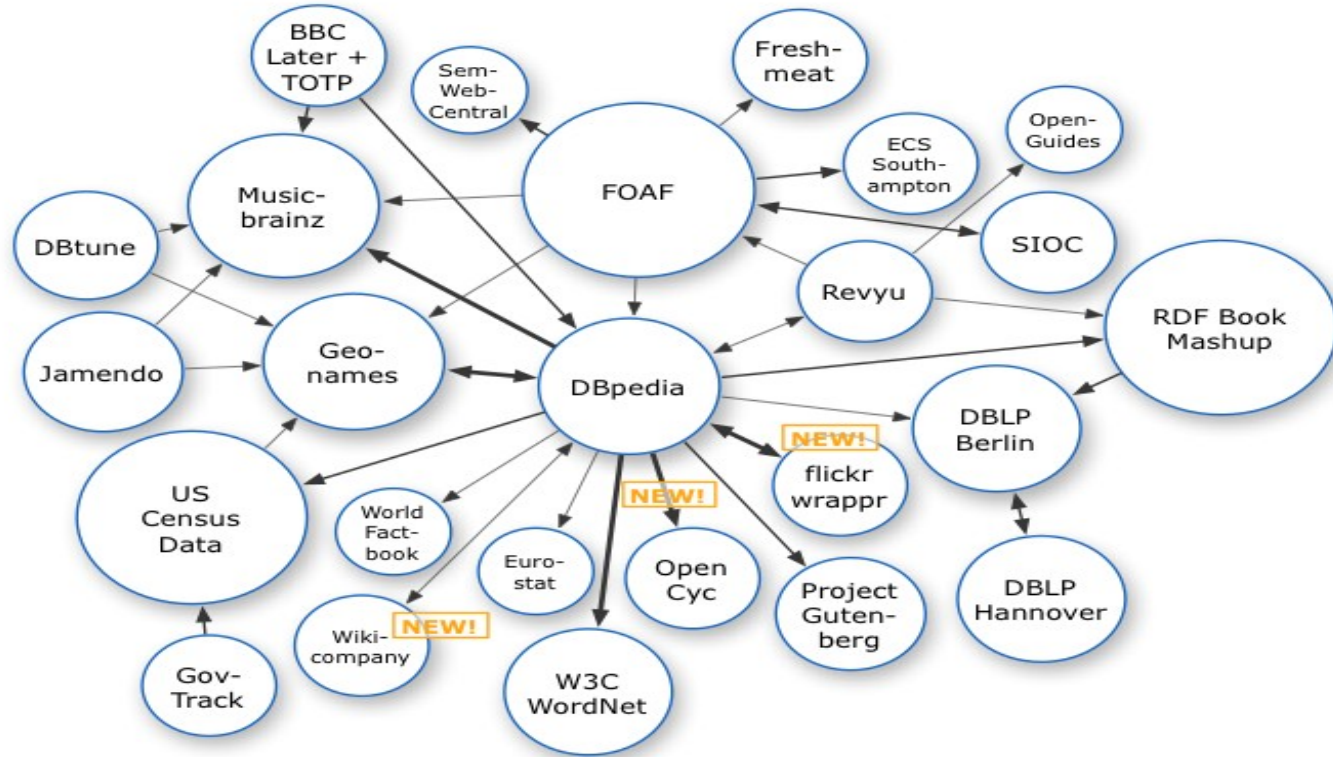 BBC
Later +
TOTP
Sem-
Web-
Central
Fresh-
meat
Open-
Guides
ECS
South-
ampton
FOAF
Music-
brainz
DBtune
SIOC
Revyu
RDF Book
Mashup
Jamendo
Geo-
names
DBpedia
DBLP
Berlin
NEW!
flickr
wrappr
US
Census
Data
World
Fact-
book
NEW!
Euro-
stat
Open
Cyc
Project
Guten-
berg
DBLP
Hannover
NEW!
Wiki-
company
Gov-
Track
W3C
WordNet